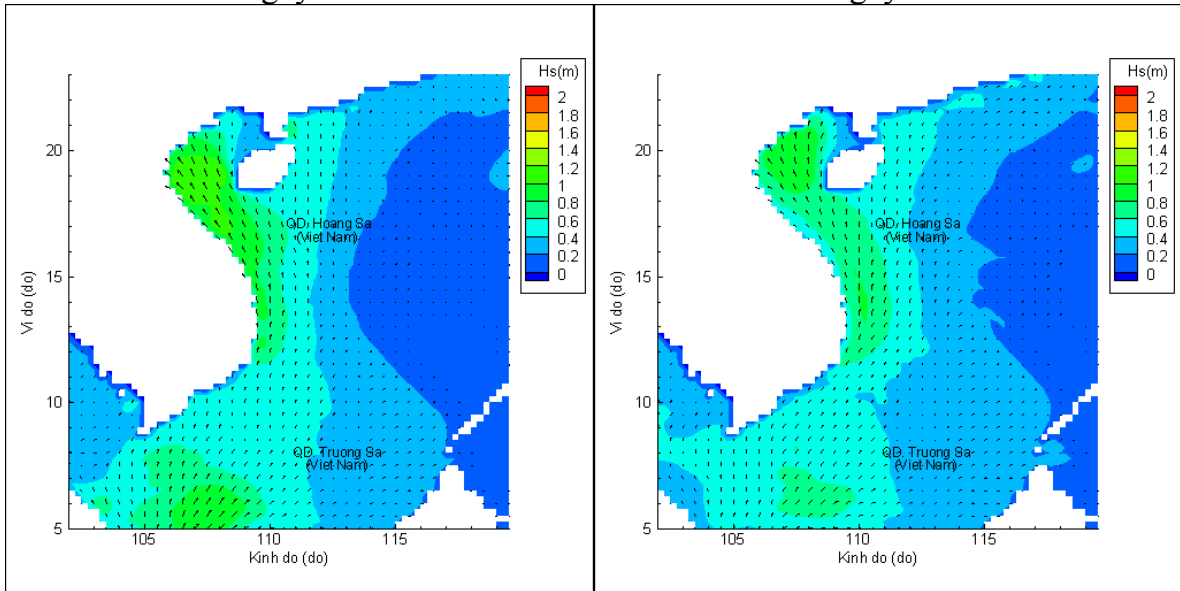 Hs(m)
2
1.8
1.6
1.4
1.2
1
0.8
0.6
0.4
0.2
0
20
15
10
5
Vi do (do)
QD. Hoang Sa
(Viet Nam)
QD. Truong Sa
(Viet Nam)
105
110
115
Kinh do (do)
Hs(m)
2
1.8
1.6
1.4
1.2
1
0.8
0.6
0.4
0.2
0
20
15
10
5
Vi do (do)
QD. Hoang Sa
(Viet Nam)
QD. Truong Sa
(Viet Nam)
105
110
115
Kinh do (do)